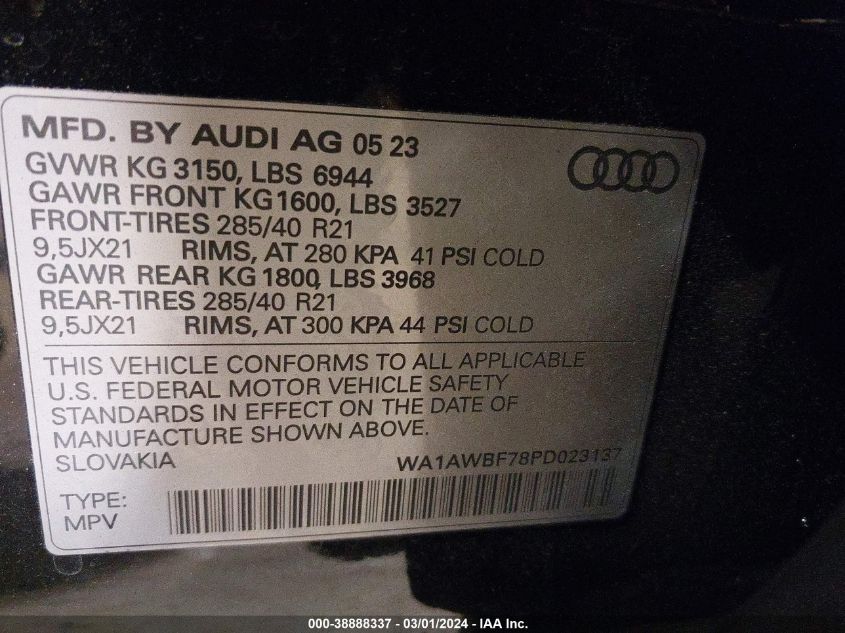 MFD. BY AUDI AG 05 23
GVWR KG 3150, LBS 6944
GAWR FRONT KG1600, LBS 3527
FRONT-TIRES 285/40 R21
9,5JX21 RIMS, AT 280 KPA 41 PSI COLD
GAWR REAR KG 1800, LBS 3968
REAR-TIRES 285/40 R21
9,5JX21 RIMS, AT 300 KPA 44 PSI COLD
THIS VEHICLE CONFORMS TO ALL APPLICABLE
U.S. FEDERAL MOTOR VEHICLE SAFETY
STANDARDS IN EFFECT ON THE DATE OF
MANUFACTURE SHOWN ABOVE.
SLOVAKIA WA1AWBF78PD023137
TYPE:
MPV
000-38888337 - 03/01/2024 - IAA Inc.